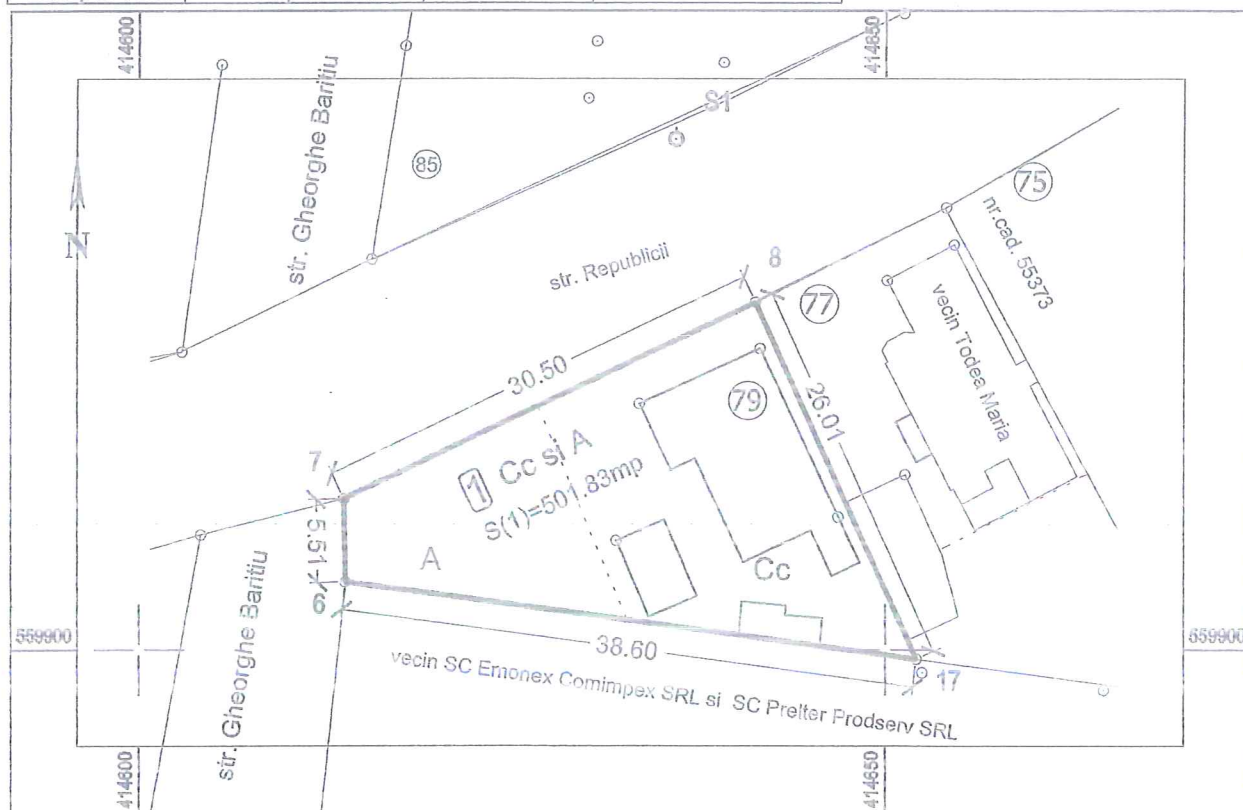 414600
414650
str. Gheorghe Baritiu
S1
85
75
N
nr.cad. 55373
str. Republicii
8
77
vecin Todea Maria
30.50
79
26.01
7
1 Cc si A
S(1)=501.83mp
5.51
A
Cc
6
559900
559900
38.60
17
vecin SC Emonex Comimpex SRL si SC Prelter Prodserv SRL
str. Gheorghe Baritiu
414600
414650